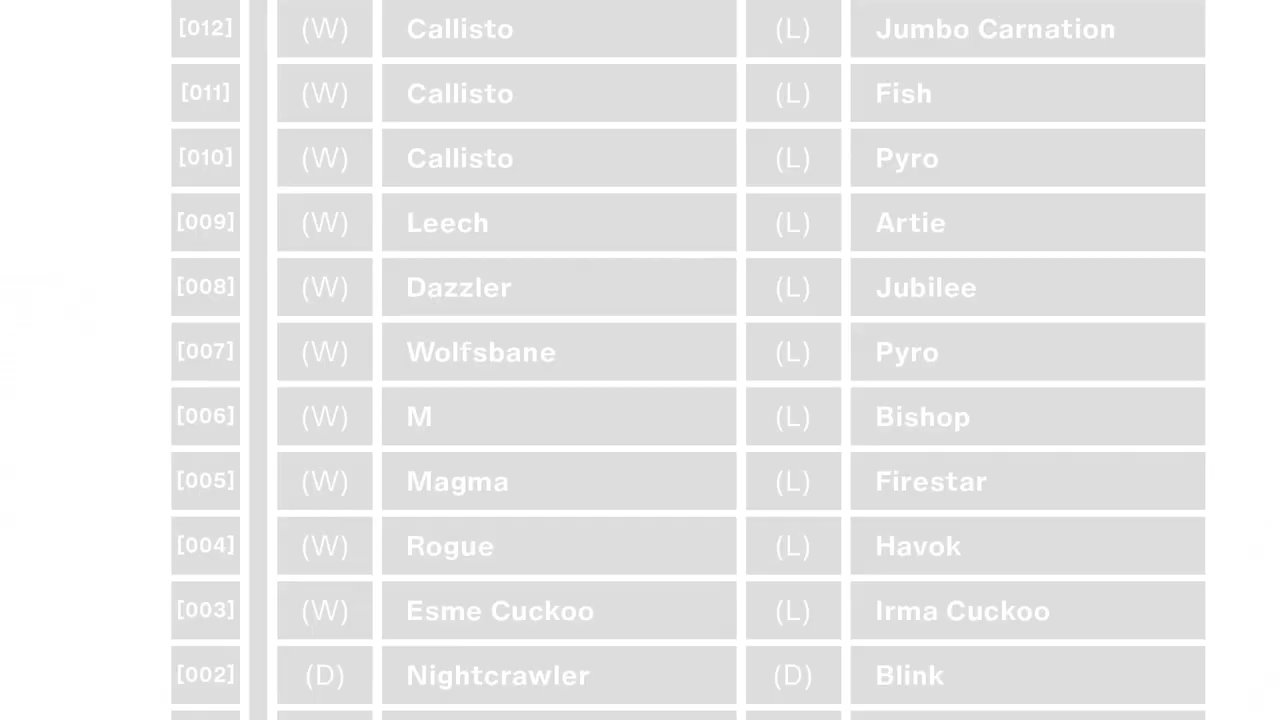 [012] (W) Callisto (L) Jumbo Carnation
[011] (W) Callisto (L) Fish
[010] (W) Callisto (L) Pyro
[009] (W) Leech (L) Artie
[008] (W) Dazzler (L) Jubilee
[007] (W) Wolfsbane (L) Pyro
[006] (W) M (L) Bishop
[005] (W) Magma (L) Firestar
[004] (W) Rogue (L) Havok
[003] (W) Esme Cuckoo (L) Irma Cuckoo
[002] (D) Nightcrawler (D) Blink